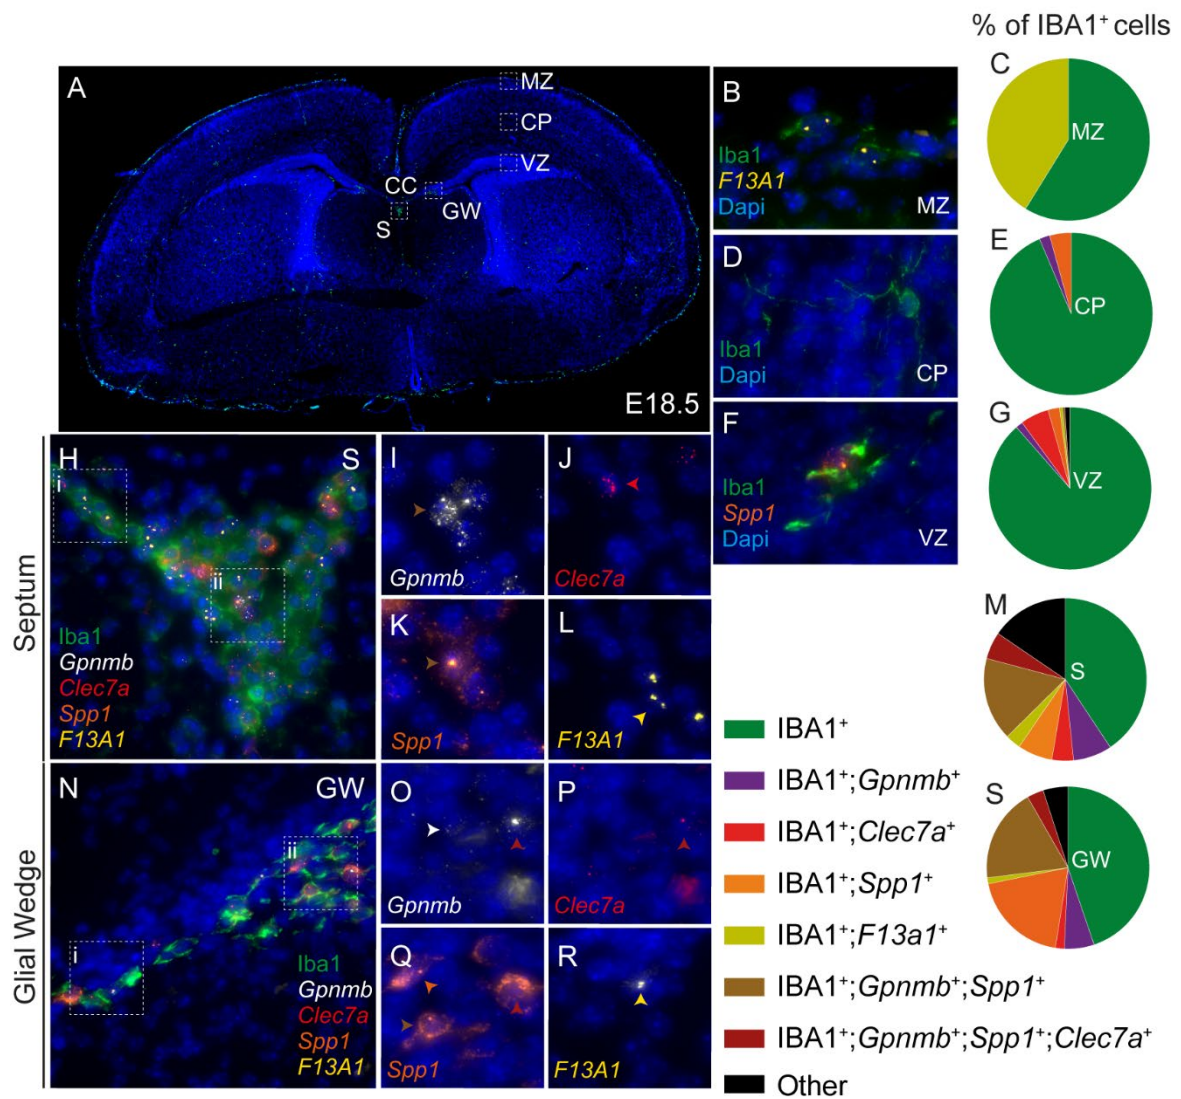 % of IBA1⁺ cells
A
MZ
CP
VZ
CC
GW
S
E18.5
B
Iba1
F13A1
Dapi
MZ
C
MZ
D
Iba1
Dapi
CP
E
CP
F
Iba1
Spp1
Dapi
VZ
G
VZ
Septum
H
S
i
ii
Iba1
Gpnmb
Clec7a
Spp1
F13A1
I
Gpnmb
J
Clec7a
K
Spp1
L
F13A1
M
S
Glial Wedge
N
GW
i
ii
Iba1
Gpnmb
Clec7a
Spp1
F13A1
O
Gpnmb
P
Clec7a
Q
Spp1
R
F13A1
S
GW
IBA1⁺
IBA1⁺;Gpnmb⁺
IBA1⁺;Clec7a⁺
IBA1⁺;Spp1⁺
IBA1⁺;F13a1⁺
IBA1⁺;Gpnmb⁺;Spp1⁺
IBA1⁺;Gpnmb⁺;Spp1⁺;Clec7a⁺
Other